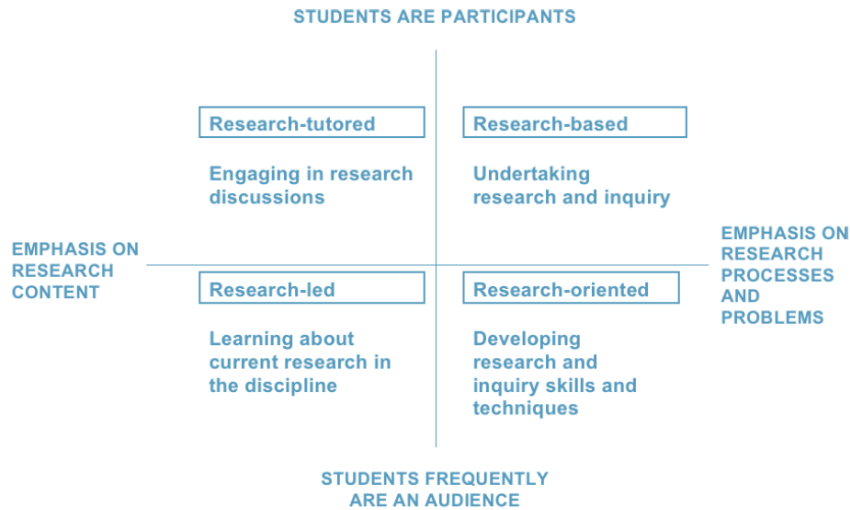 STUDENTS ARE PARTICIPANTS
Research-tutored
Engaging in research
discussions
Research-based
Undertaking
research and inquiry
EMPHASIS ON
RESEARCH
CONTENT
EMPHASIS ON
RESEARCH
PROCESSES
AND
PROBLEMS
Research-led
Learning about
current research in
the discipline
Research-oriented
Developing
research and
inquiry skills and
techniques
STUDENTS FREQUENTLY
ARE AN AUDIENCE